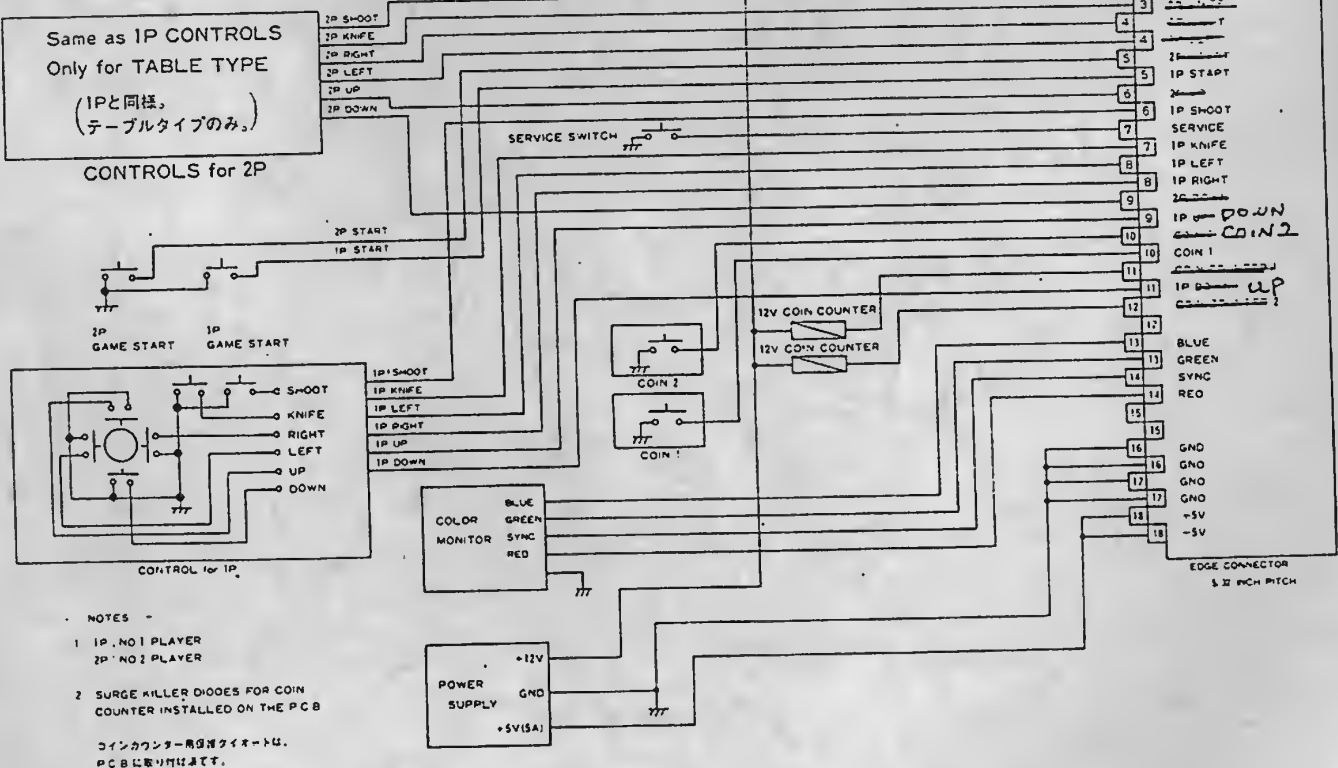 Same as 1P CONTROLS
Only for TABLE TYPE
(1Pと同様。
テーブルタイプのみ。)
CONTROLS for 2P
2P SHOOT
2P KNIFE
2P RIGHT
2P LEFT
2P UP
2P DOWN
SERVICE SWITCH
2P START
1P START
2P
GAME START
1P
GAME START
SHOOT
KNIFE
RIGHT
LEFT
UP
DOWN
1P SHOOT
1P KNIFE
1P LEFT
1P RIGHT
1P UP
1P DOWN
CONTROL for 1P
COIN 2
COIN 1
12V COIN COUNTER
12V COIN COUNTER
COLOR
MONITOR
BLUE
GREEN
SYNC
RED
POWER
SUPPLY
+12V
GND
+5V(5A)
3
4
4
5
5 1P START
6
6 1P SHOOT
7 SERVICE
7 1P KNIFE
8 1P LEFT
8 1P RIGHT
9
9 1P DOWN
10 COIN 2
10 COIN 1
11
11 1P UP
12 2
12
13 BLUE
13 GREEN
14 SYNC
14 RED
15
15
16 GND
16 GND
17 GND
17 GND
18 +5V
18 +5V
EDGE CONNECTOR
INCH PITCH
NOTES -
1 1P, NO 1 PLAYER
2P NO 2 PLAYER
2 SURGE KILLER DIODES FOR COIN
COUNTER INSTALLED ON THE PCB
コインカウンター用保護ダイオードは、
PCBに取り付け済です。